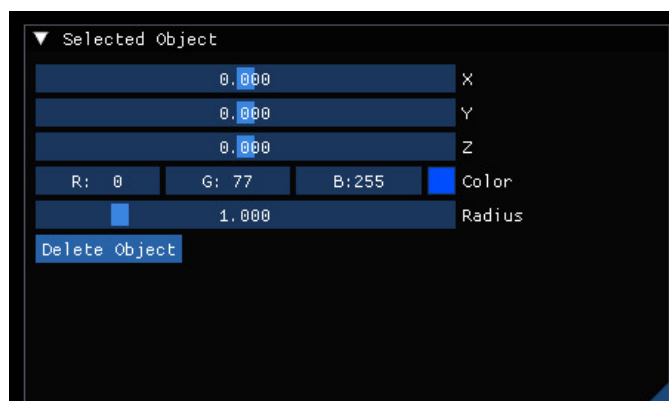 Selected Object
0.000 X
0.000 Y
0.000 Z
R: 0 G: 77 B:255 Color
1.000 Radius
Delete Object